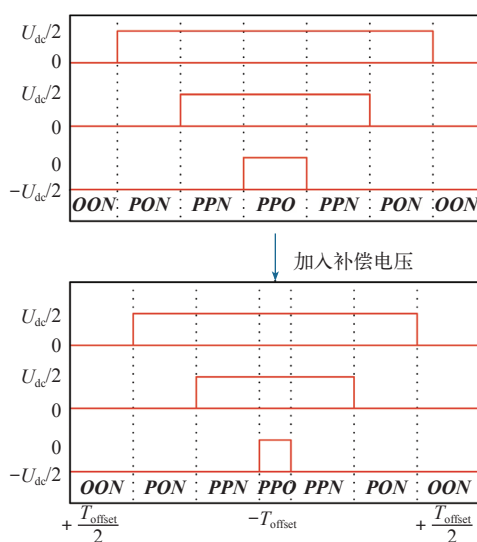 U_dc/2
0
U_dc/2
0
0
−U_dc/2
OON PON PPN PPO PPN PON OON
加入补偿电压
U_dc/2
0
U_dc/2
0
0
−U_dc/2
OON PON PPN PPO PPN PON OON
+ T_offset/2 −T_offset + T_offset/2